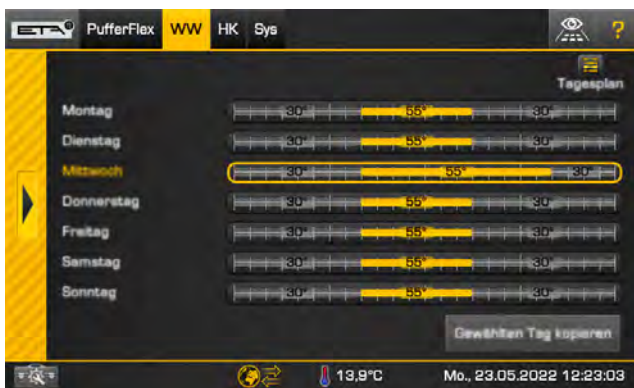 ETA PufferFlex WW HK Sys ?
Tagesplan
Montag 30° 55° 30°
Dienstag 30° 55° 30°
Mittwoch 30° 55° 30°
Donnerstag 30° 55° 30°
Freitag 30° 55° 30°
Samstag 30° 55° 30°
Sonntag 30° 55° 30°
Gewählten Tag kopieren
13,9°C Mo., 23.05.2022 12:23:03